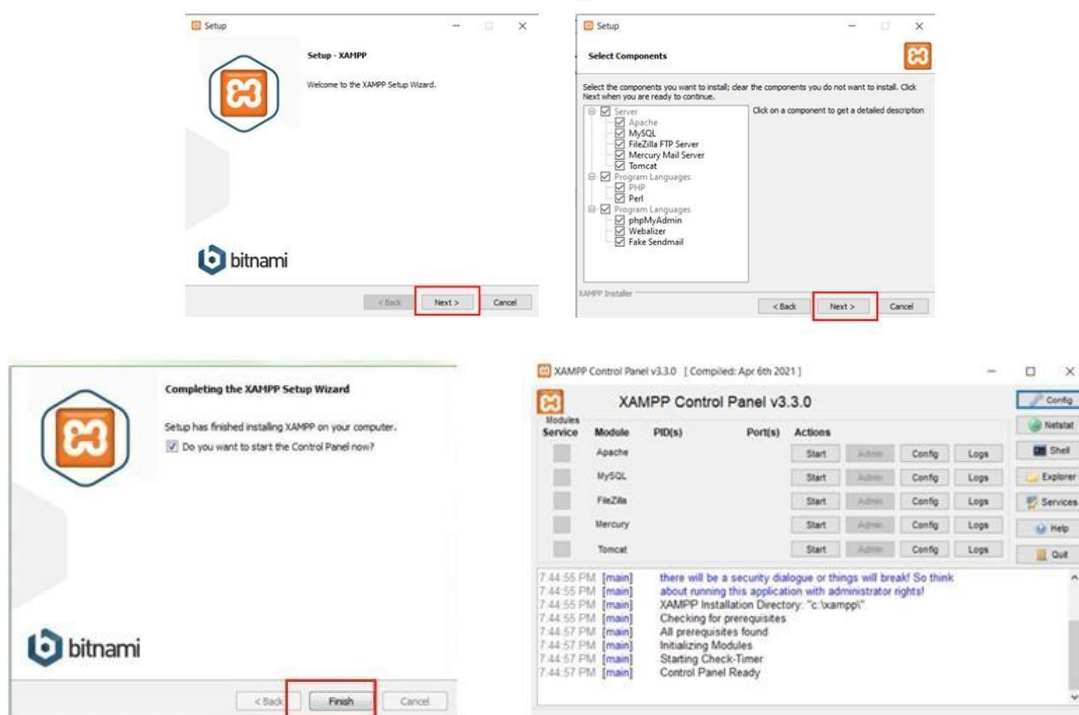 Setup
Setup - XAMPP
Welcome to the XAMPP Setup Wizard.
bitnami
< Back Next > Cancel
Setup
Select Components
Select the components you want to install; clear the components you do not want to install. Click
Next when you are ready to continue.
Server
Apache
MySQL
FileZilla FTP Server
Mercury Mail Server
Tomcat
Program Languages
PHP
Perl
Program Languages
phpMyAdmin
Webalizer
Fake Sendmail
Click on a component to get a detailed description
XAMPP Installer
< Back Next > Cancel
Completing the XAMPP Setup Wizard
Setup has finished installing XAMPP on your computer.
Do you want to start the Control Panel now?
bitnami
< Back Finish Cancel
XAMPP Control Panel v3.3.0 [ Compiled: Apr 6th 2021 ]
XAMPP Control Panel v3.3.0
Modules
Service Module PID(s) Port(s) Actions
Apache Start Admin Config Logs
MySQL Start Admin Config Logs
FileZilla Start Admin Config Logs
Mercury Start Admin Config Logs
Tomcat Start Admin Config Logs
Config
Netstat
Shell
Explorer
Services
Help
Quit
7:44:55 PM [main] there will be a security dialogue or things will break! So think
7:44:55 PM [main] about running this application with administrator rights!
7:44:55 PM [main] XAMPP Installation Directory: "c:\xampp\"
7:44:55 PM [main] Checking for prerequisites
7:44:57 PM [main] All prerequisites found
7:44:57 PM [main] Initializing Modules
7:44:57 PM [main] Starting Check-Timer
7:44:57 PM [main] Control Panel Ready